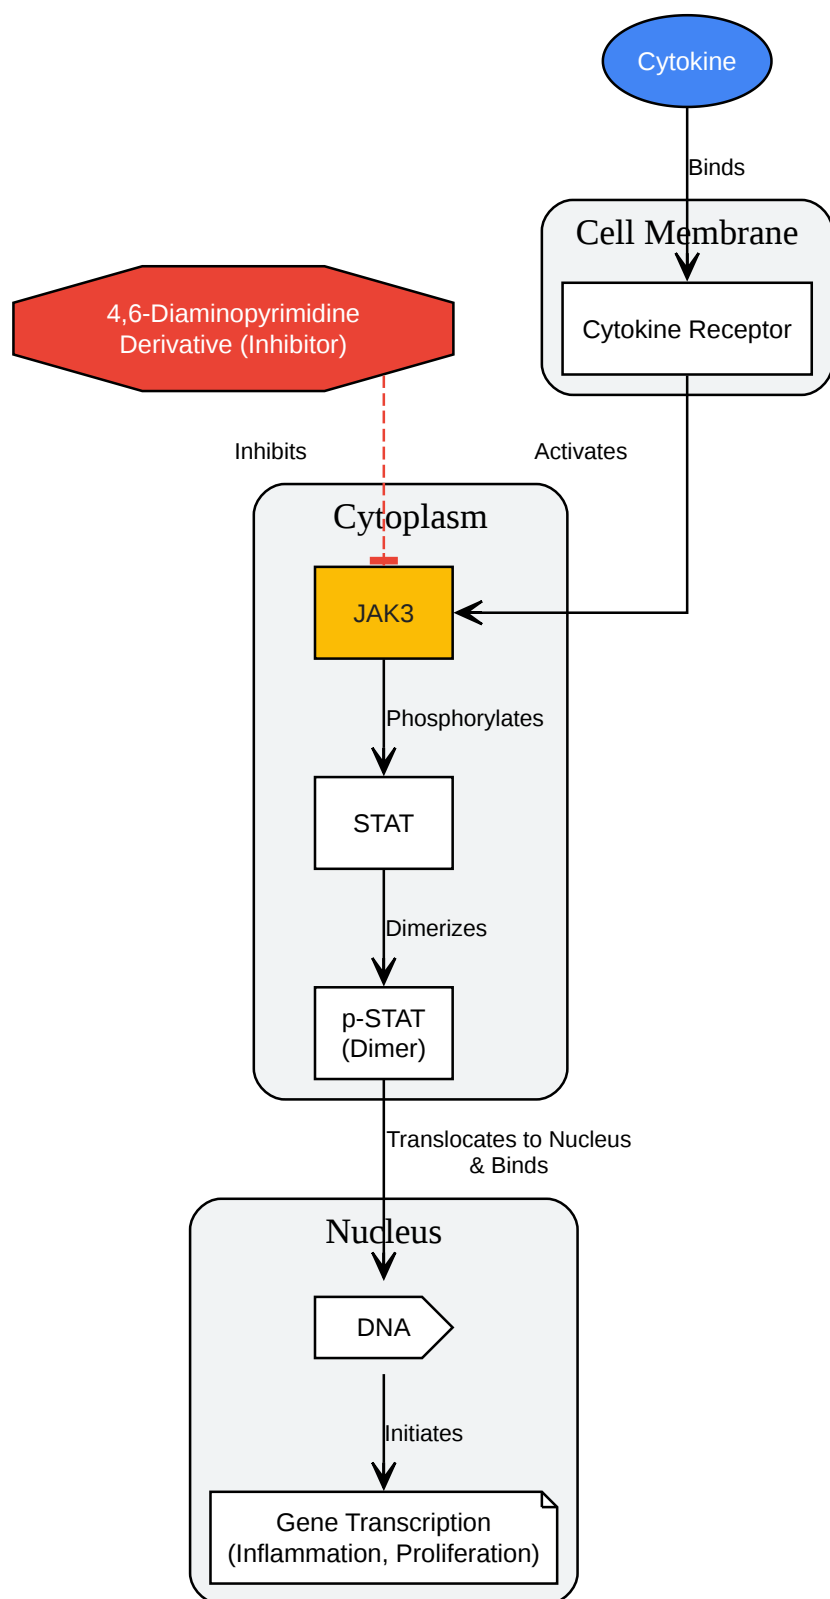 Cytokine
Binds
Cell Membrane
Cytokine Receptor
4,6-Diaminopyrimidine
Derivative (Inhibitor)
Inhibits
Activates
Cytoplasm
JAK3
Phosphorylates
STAT
Dimerizes
p-STAT
(Dimer)
Translocates to Nucleus
& Binds
Nucleus
DNA
Initiates
Gene Transcription
(Inflammation, Proliferation)